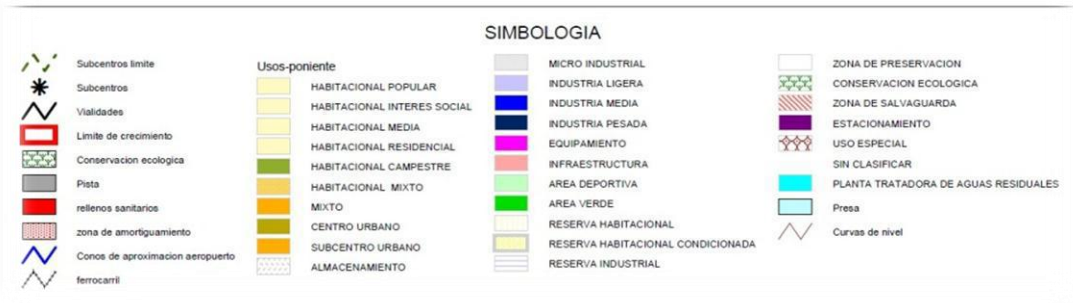 SIMBOLOGIA
Subcentros limite
Subcentros
Vialidades
Limite de crecimiento
Conservacion ecologica
Pista
rellenos sanitarios
zona de amortiguamiento
Conos de aproximacion aeropuerto
ferrocarril
Usos-poniente
HABITACIONAL POPULAR
HABITACIONAL INTERES SOCIAL
HABITACIONAL MEDIA
HABITACIONAL RESIDENCIAL
HABITACIONAL CAMPESTRE
HABITACIONAL MIXTO
MIXTO
CENTRO URBANO
SUBCENTRO URBANO
ALMACENAMIENTO
MICRO INDUSTRIAL
INDUSTRIA LIGERA
INDUSTRIA MEDIA
INDUSTRIA PESADA
EQUIPAMIENTO
INFRAESTRUCTURA
AREA DEPORTIVA
AREA VERDE
RESERVA HABITACIONAL
RESERVA HABITACIONAL CONDICIONADA
RESERVA INDUSTRIAL
ZONA DE PRESERVACION
CONSERVACION ECOLOGICA
ZONA DE SALVAGUARDA
ESTACIONAMIENTO
USO ESPECIAL
SIN CLASIFICAR
PLANTA TRATADORA DE AGUAS RESIDUALES
Presa
Curvas de nivel